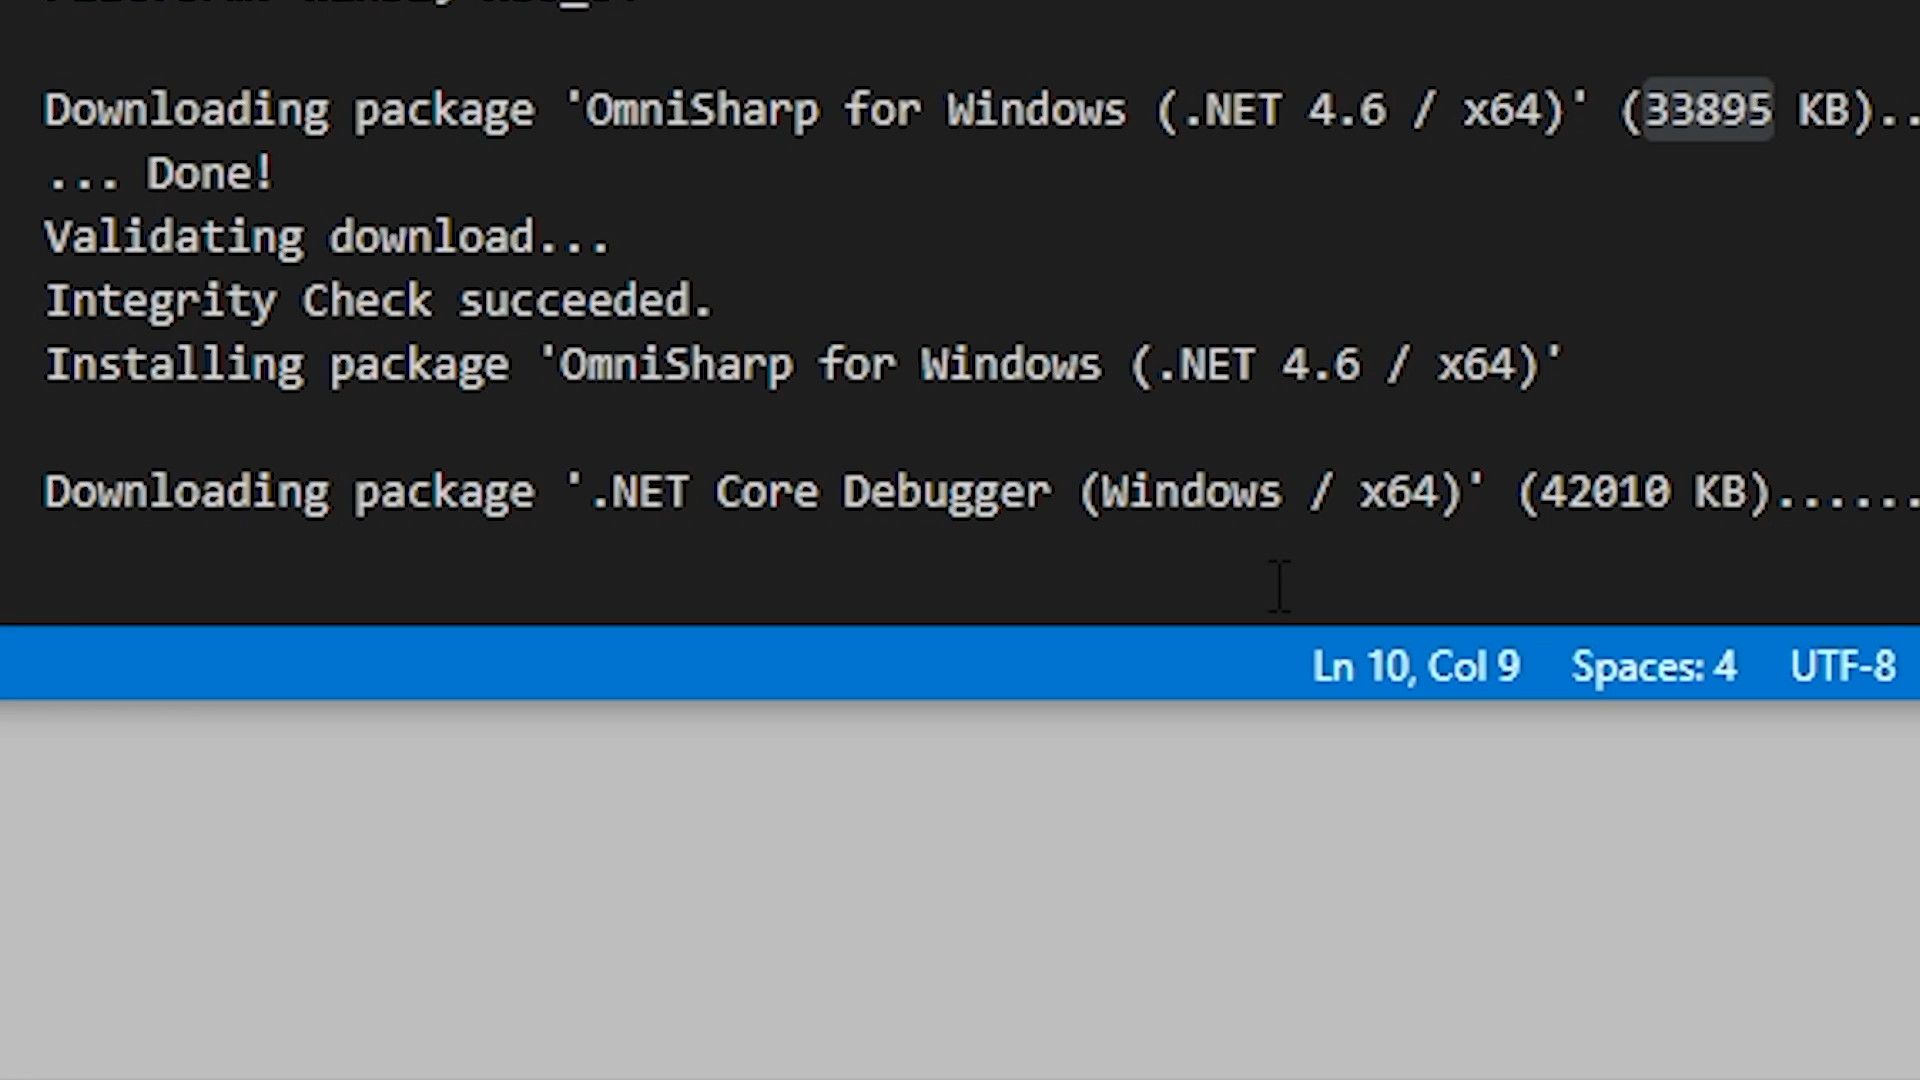 Downloading package 'OmniSharp for Windows (.NET 4.6 / x64)' (33895 KB)..
... Done!
Validating download...
Integrity Check succeeded.
Installing package 'OmniSharp for Windows (.NET 4.6 / x64)'
Downloading package '.NET Core Debugger (Windows / x64)' (42010 KB)......
Ln 10, Col 9 Spaces: 4 UTF-8